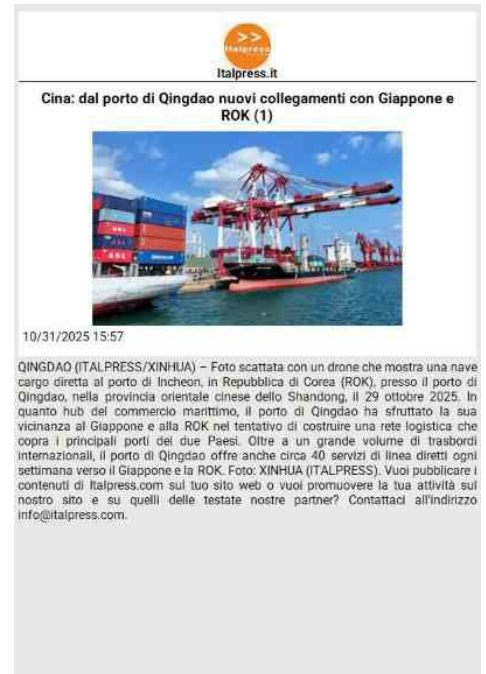 >>
Italpress
Italpress.it
Cina: dal porto di Qingdao nuovi collegamenti con Giappone e
ROK (1)
10/31/2025 15:57
QINGDAO (ITALPRESS/XINHUA) – Foto scattata con un drone che mostra una nave
cargo diretta al porto di Incheon, in Repubblica di Corea (ROK), presso il porto di
Qingdao, nella provincia orientale cinese dello Shandong, il 29 ottobre 2025. In
quanto hub del commercio marittimo, il porto di Qingdao ha sfruttato la sua
vicinanza al Giappone e alla ROK nel tentativo di costruire una rete logistica che
copra i principali porti dei due Paesi. Oltre a un grande volume di trasbordi
internazionali, il porto di Qingdao offre anche circa 40 servizi di linea diretti ogni
settimana verso il Giappone e la ROK. Foto: XINHUA (ITALPRESS). Vuoi pubblicare i
contenuti di Italpress.com sul tuo sito web o vuoi promuovere la tua attività sul
nostro sito e su quelli delle testate nostre partner? Contattaci all'indirizzo
info@italpress.com.